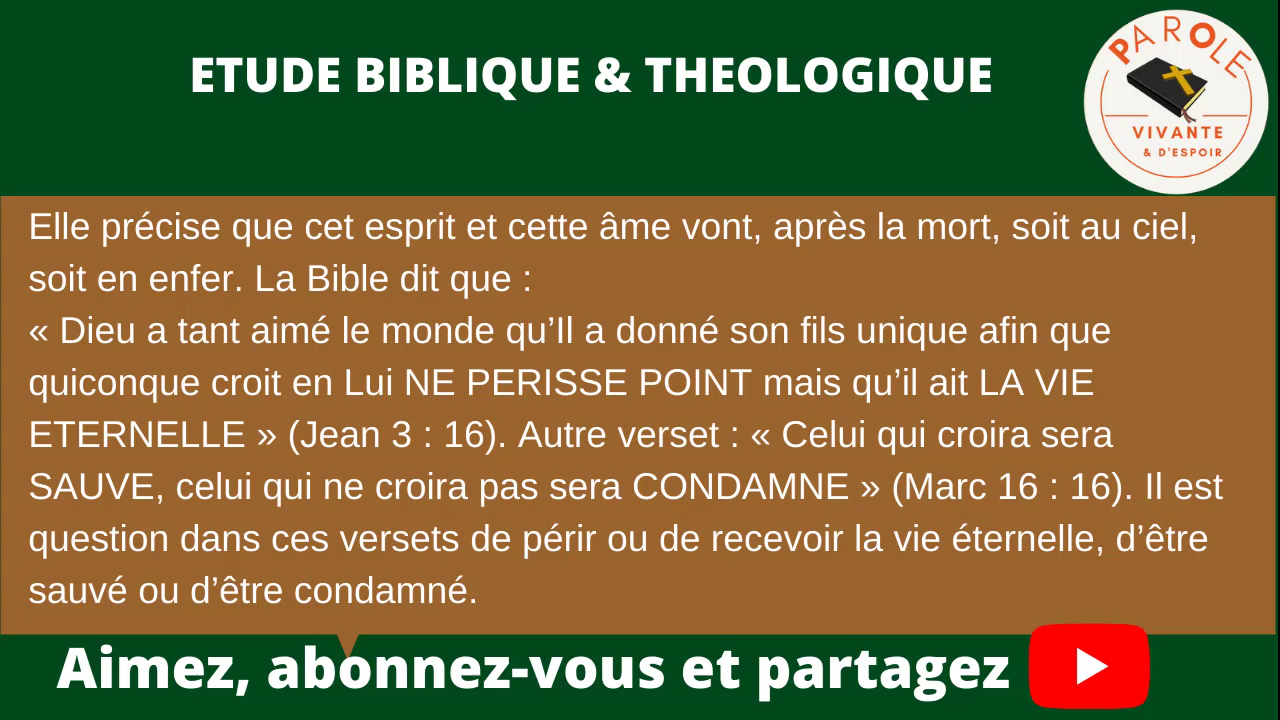 ETUDE BIBLIQUE & THEOLOGIQUE
PAROLE
VIVANTE
& D'ESPOIR
Elle précise que cet esprit et cette âme vont, après la mort, soit au ciel,
soit en enfer. La Bible dit que :
« Dieu a tant aimé le monde qu’Il a donné son fils unique afin que
quiconque croit en Lui NE PERISSE POINT mais qu’il ait LA VIE
ETERNELLE » (Jean 3 : 16). Autre verset : « Celui qui croira sera
SAUVE, celui qui ne croira pas sera CONDAMNE » (Marc 16 : 16). Il est
question dans ces versets de périr ou de recevoir la vie éternelle, d’être
sauvé ou d’être condamné.
Aimez, abonnez-vous et partagez